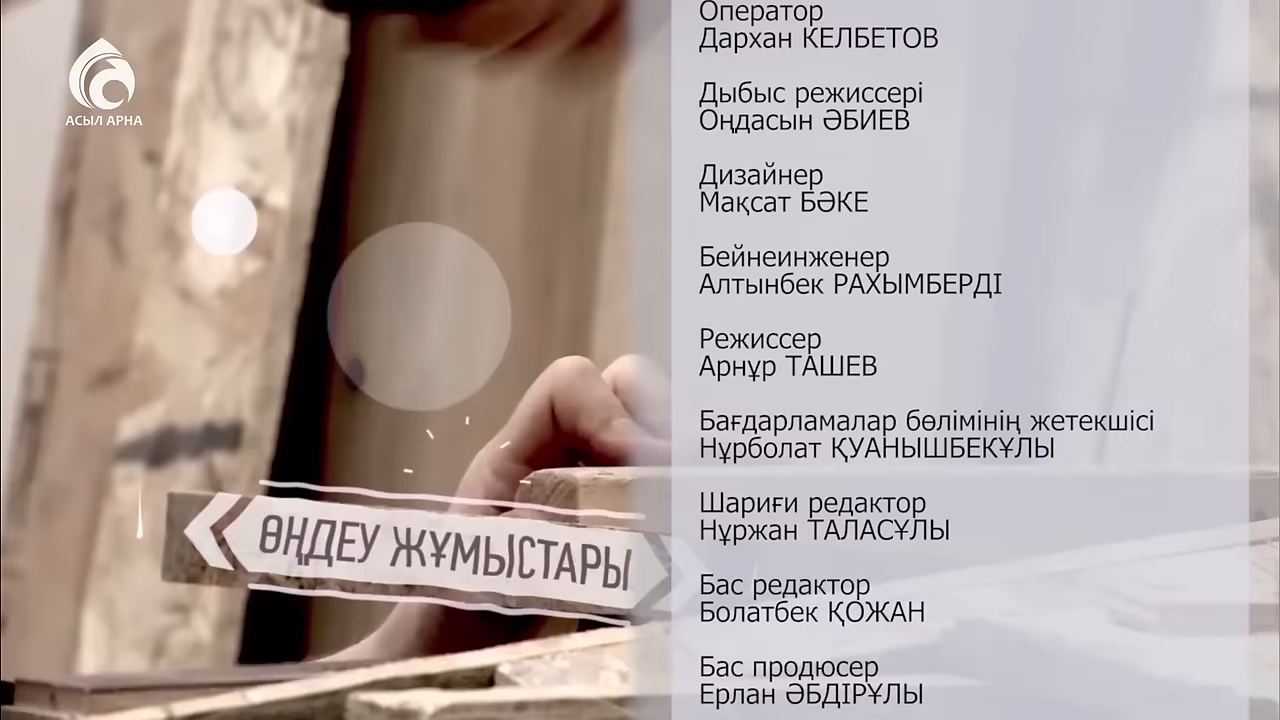 АСЫЛ АРНА
ӨҢДЕУ ЖҰМЫСТАРЫ
Оператор
Дархан КЕЛБЕТОВ
Дыбыс режиссері
Оңдасын ӘБИЕВ
Дизайнер
Мақсат БӘКЕ
Бейнеинженер
Алтынбек РАХЫМБЕРДІ
Режиссер
Арнұр ТАШЕВ
Бағдарламалар бөлімінің жетекшісі
Нұрболат ҚУАНЫШБЕКҰЛЫ
Шариғи редактор
Нұржан ТАЛАСҰЛЫ
Бас редактор
Болатбек ҚОЖАН
Бас продюсер
Ерлан ӘБДІРҰЛЫ